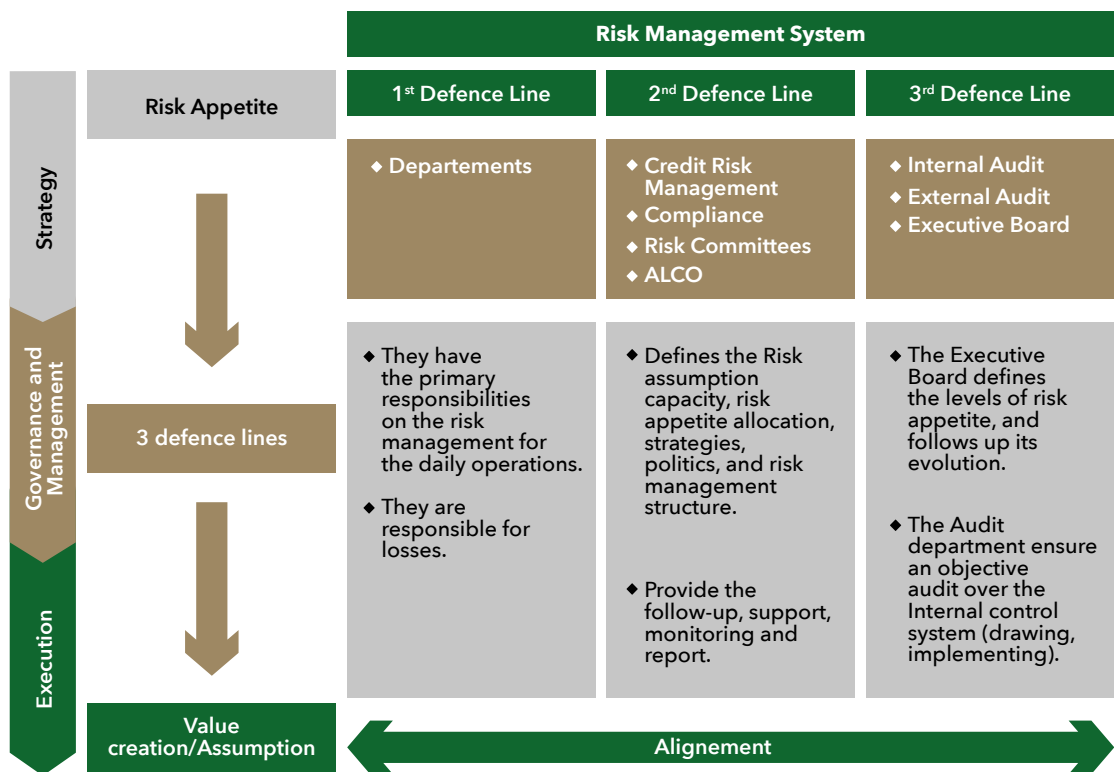 Risk Management System
Strategy
Governance and
Management
Execution
Risk Appetite
3 defence lines
Value
creation/Assumption
1st Defence Line
◆ Departements
◆ They have
the primary
responsibilities
on the risk
management for
the daily operations.
◆ They are
responsible for
losses.
2nd Defence Line
◆ Credit Risk
Management
◆ Compliance
◆ Risk Committees
◆ ALCO
◆ Defines the Risk
assumption
capacity, risk
appetite allocation,
strategies,
politics, and risk
management
structure.
◆ Provide the
follow-up, support,
monitoring and
report.
3rd Defence Line
◆ Internal Audit
◆ External Audit
◆ Executive Board
◆ The Executive
Board defines
the levels of risk
appetite, and
follows up its
evolution.
◆ The Audit
department ensure
an objective
audit over the
Internal control
system (drawing,
implementing).
Alignement